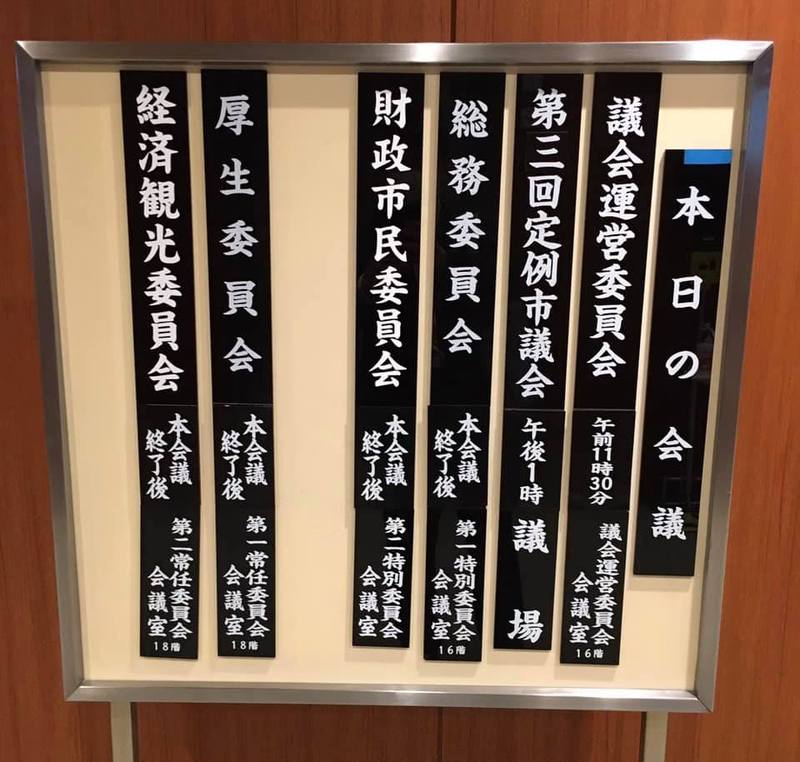 本日の会議
議会運営委員会
午前11時30分
議会運営委員会
会議室
16階
第三回定例市議会
午後1時
議場
総務委員会
本会議
終了後
第一特別委員会
会議室
16階
財政市民委員会
本会議
終了後
第二特別委員会
会議室
厚生委員会
本会議
終了後
第一常任委員会
会議室
18階
経済観光委員会
本会議
終了後
第二常任委員会
会議室
18階